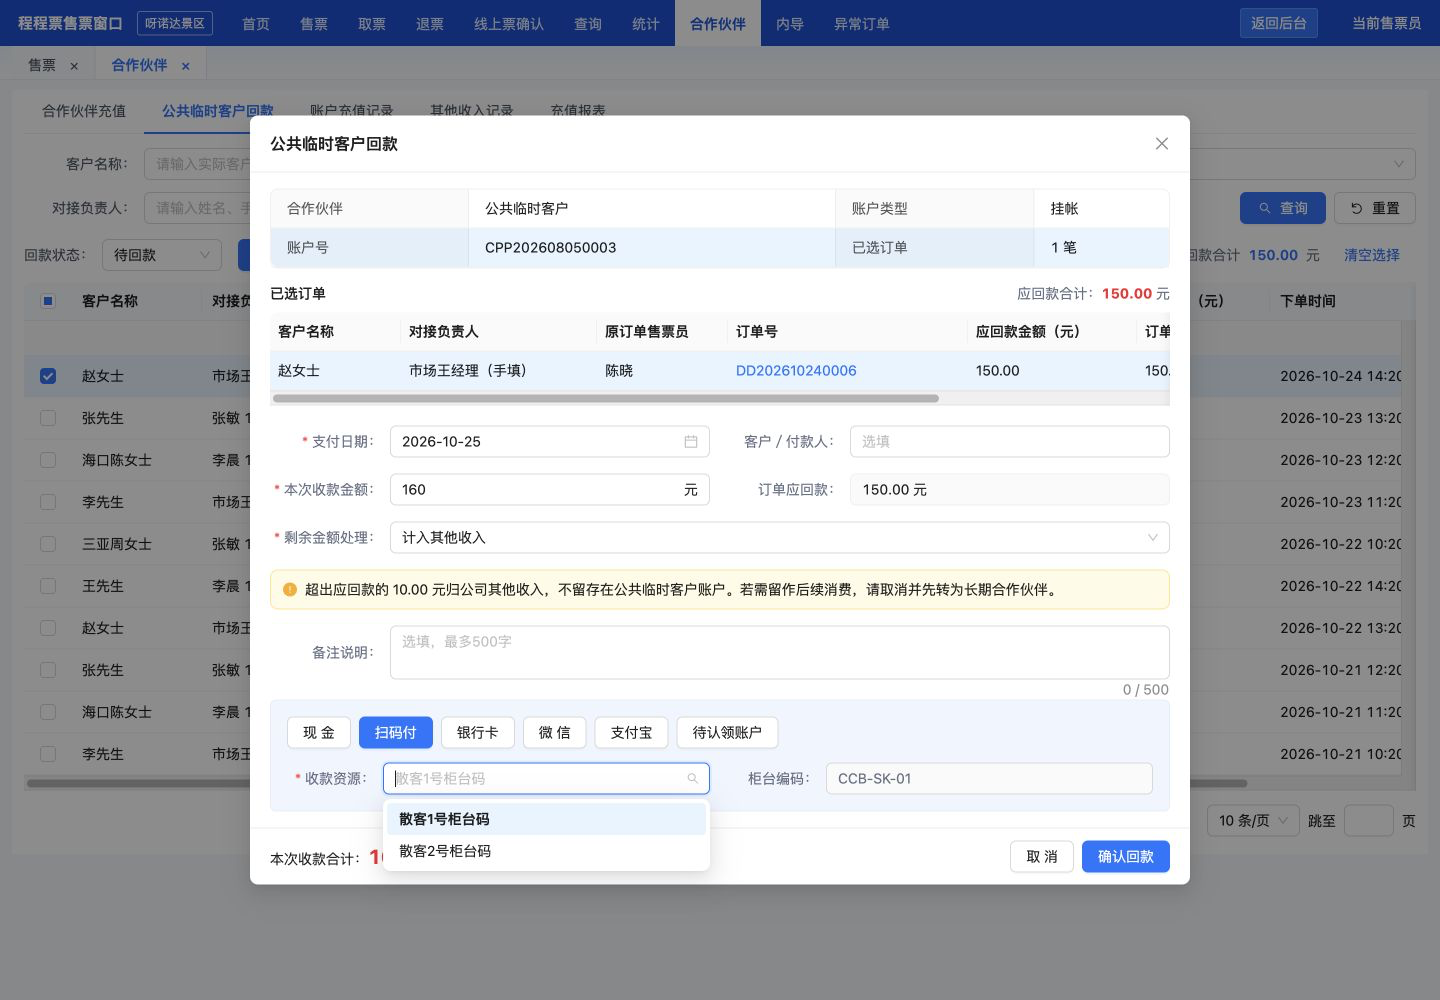 程程票售票窗口 呀诺达景区 首页 售票 取票 退票 线上票确认 查询 统计 合作伙伴 内导 异常订单 返回后台 当前售票员
售票 × 合作伙伴 ×
合作伙伴充值 公共临时客户回款 账户充值记录 其他收入记录 充值报表
公共临时客户回款
客户名称: 请输入实际客户
对接负责人: 请输入姓名、手
查询 重置
回款状态: 待回款
回款合计 150.00 元 清空选择
客户名称 对接负 (元) 下单时间
赵女士 市场王 2026-10-24 14:20
张先生 张敏 1 2026-10-23 13:20
海口陈女士 李晨 1 2026-10-23 12:20
李先生 市场王 2026-10-23 11:20
三亚周女士 张敏 1 2026-10-22 10:20
王先生 李晨 1 2026-10-22 14:20
赵女士 市场王 2026-10-22 13:20
张先生 张敏 1 2026-10-21 12:20
海口陈女士 李晨 1 2026-10-21 11:20
李先生 市场王 2026-10-21 10:20
10 条/页 跳至 页
合作伙伴 公共临时客户 账户类型 挂帐
账户号 CPP202608050003 已选订单 1 笔
已选订单 应回款合计: 150.00 元
客户名称 对接负责人 原订单售票员 订单号 应回款金额（元） 订单
赵女士 市场王经理（手填） 陈晓 DD202610240006 150.00 150.
* 支付日期: 2026-10-25 客户 / 付款人: 选填
* 本次收款金额: 160 元 订单应回款: 150.00 元
* 剩余金额处理: 计入其他收入
超出应回款的 10.00 元归公司其他收入，不留存在公共临时客户账户。若需留作后续消费，请取消并先转为长期合作伙伴。
备注说明: 选填，最多500字
0 / 500
现 金 扫码付 银行卡 微 信 支付宝 待认领账户
* 收款资源: 散客1号柜台码 柜台编码: CCB-SK-01
散客1号柜台码
散客2号柜台码
本次收款合计: 取 消 确认回款